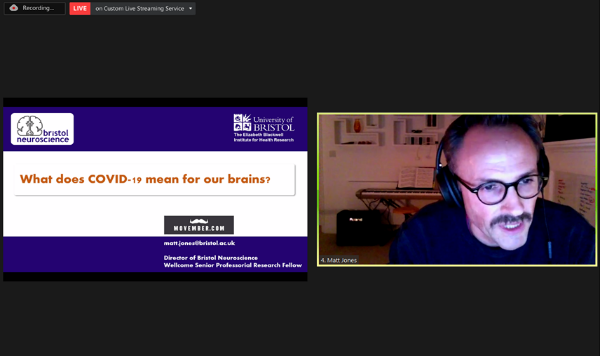 Recording...
LIVE
on Custom Live Streaming Service
bristol
neuroscience
University of
BRISTOL
The Elizabeth Blackwell
Institute for Health Research
What does COVID-19 mean for our brains?
MOVEMBER.COM
matt.jones@bristol.ac.uk
Director of Bristol Neuroscience
Wellcome Senior Professorial Research Fellow
4. Matt Jones